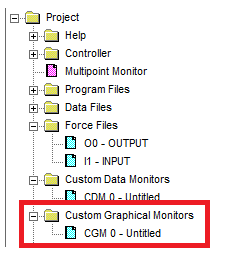 Project
Help
Controller
Multipoint Monitor
Program Files
Data Files
Force Files
O0 - OUTPUT
I1 - INPUT
Custom Data Monitors
CDM 0 - Untitled
Custom Graphical Monitors
CGM 0 - Untitled